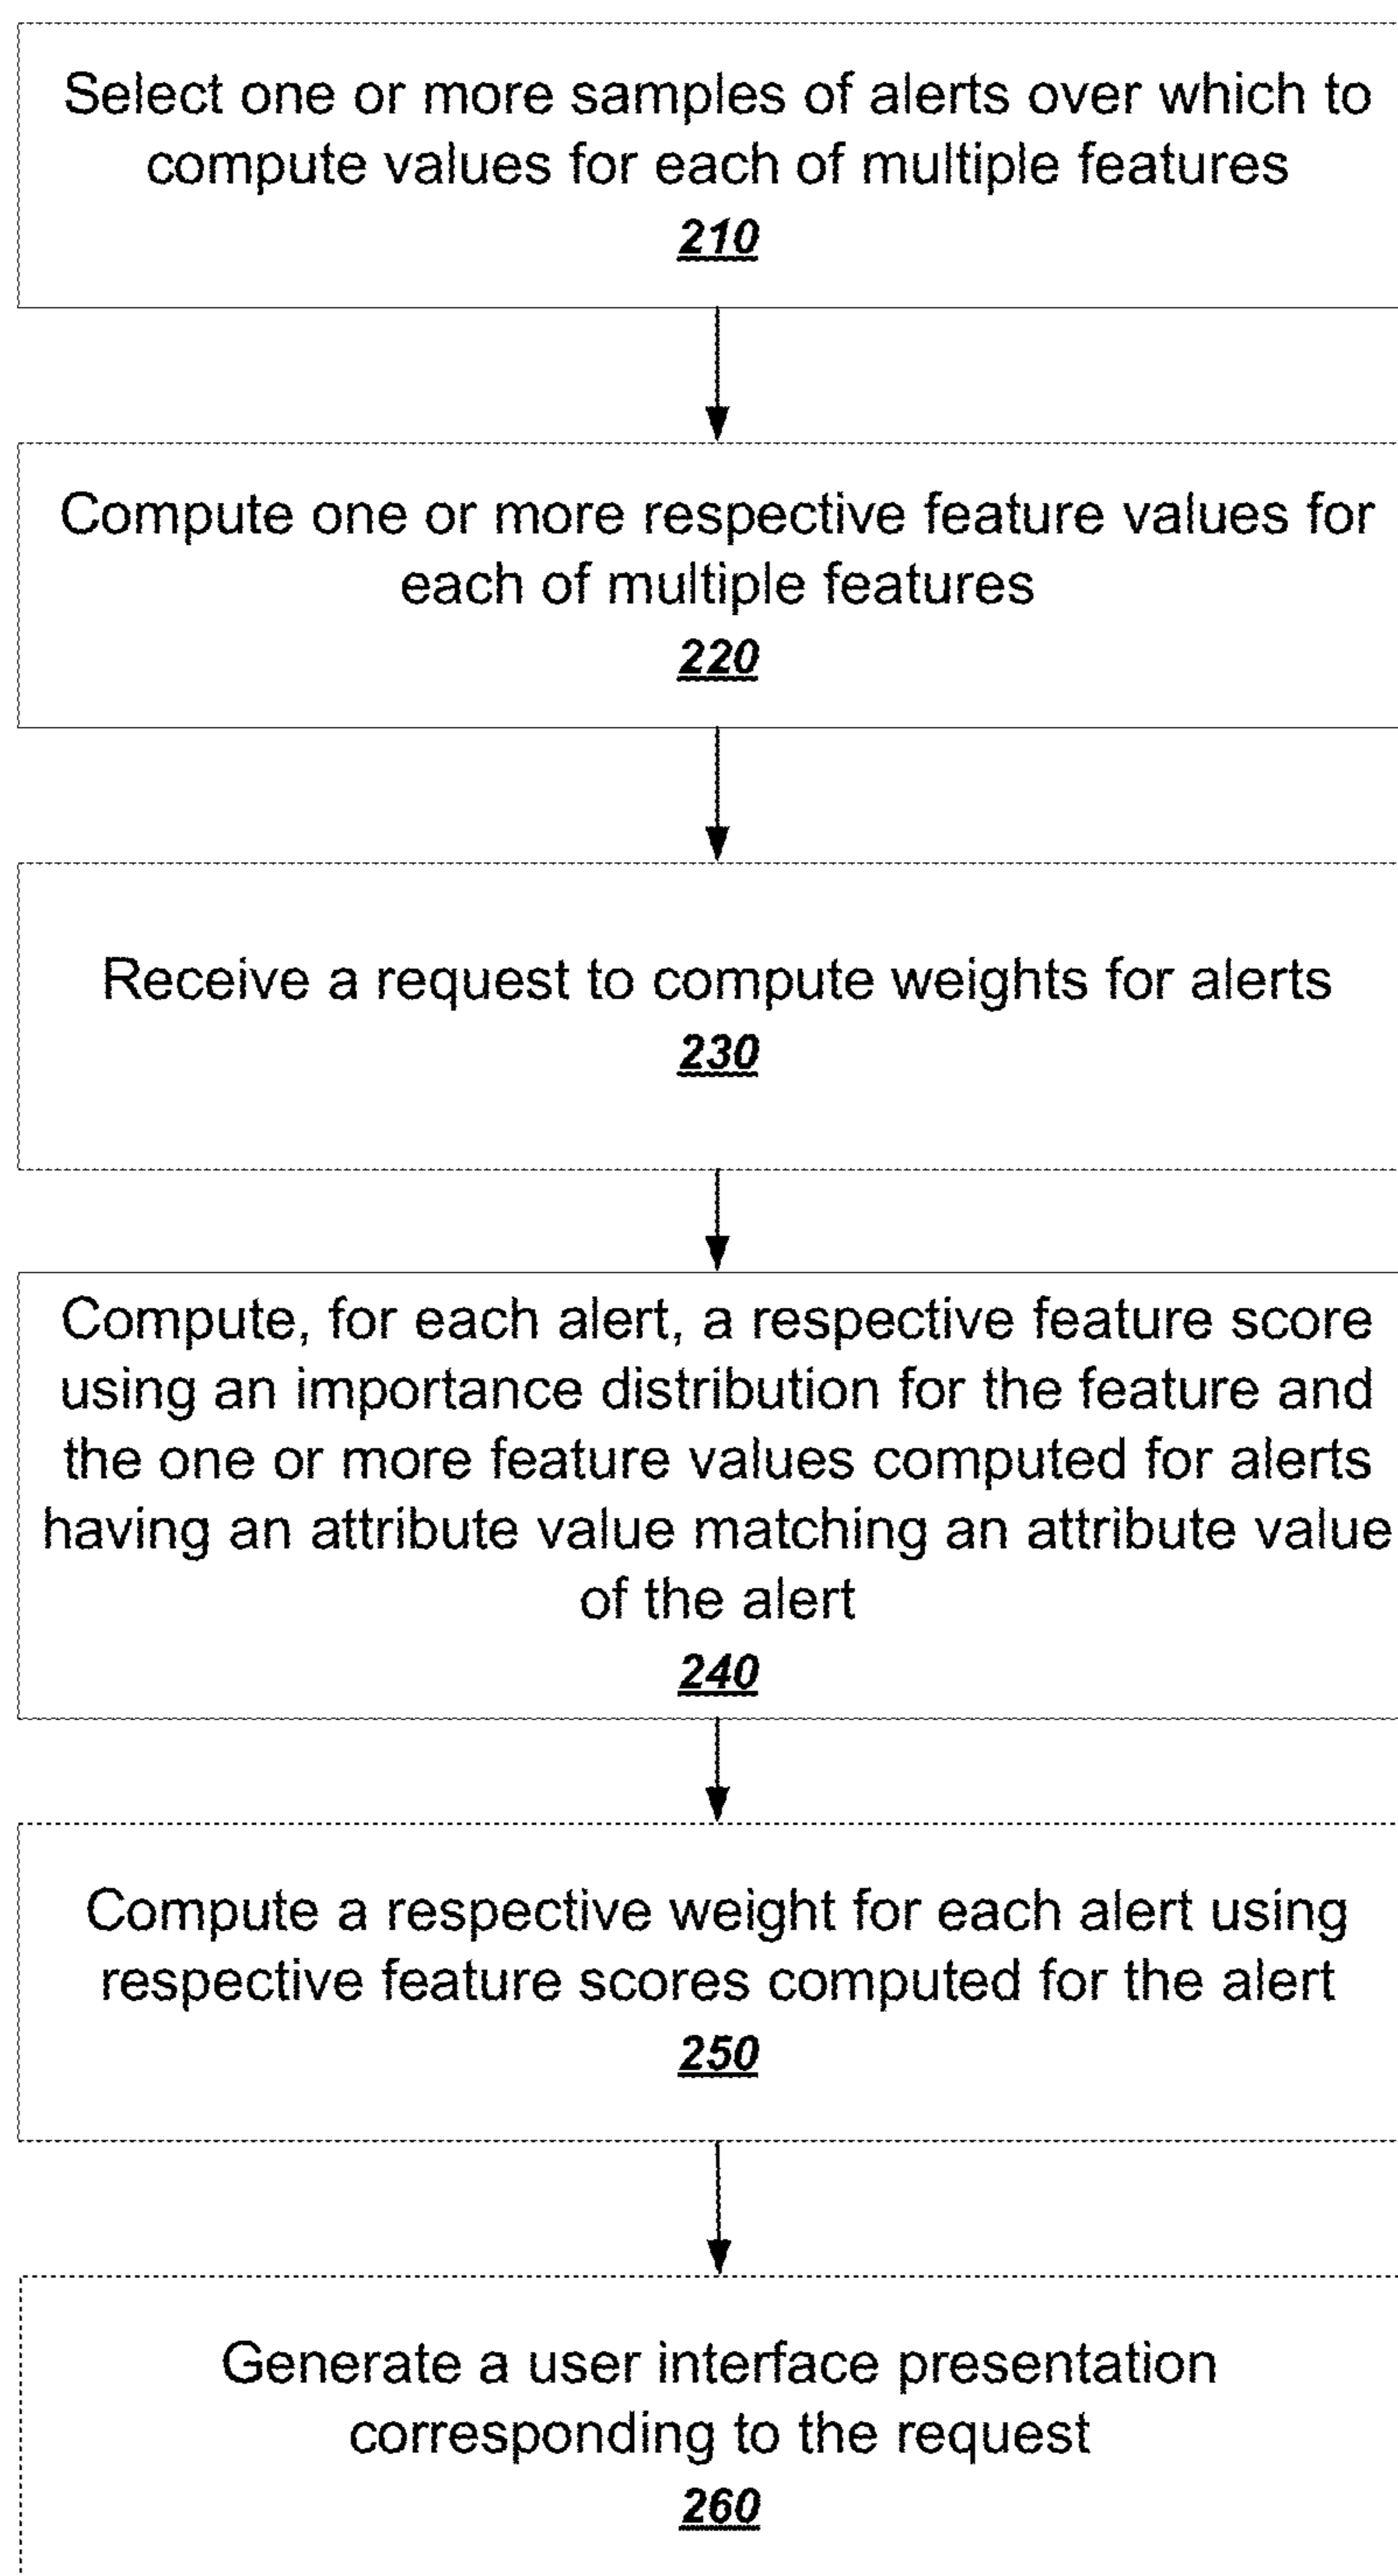 Select one or more samples of alerts over which to
compute values for each of multiple features
210
Compute one or more respective feature values for
each of multiple features
220
Receive a request to compute weights for alerts
230
Compute, for each alert, a respective feature score
using an importance distribution for the feature and
the one or more feature values computed for alerts
having an attribute value matching an attribute value
of the alert
240
Compute a respective weight for each alert using
respective feature scores computed for the alert
250
Generate a user interface presentation
corresponding to the request
260